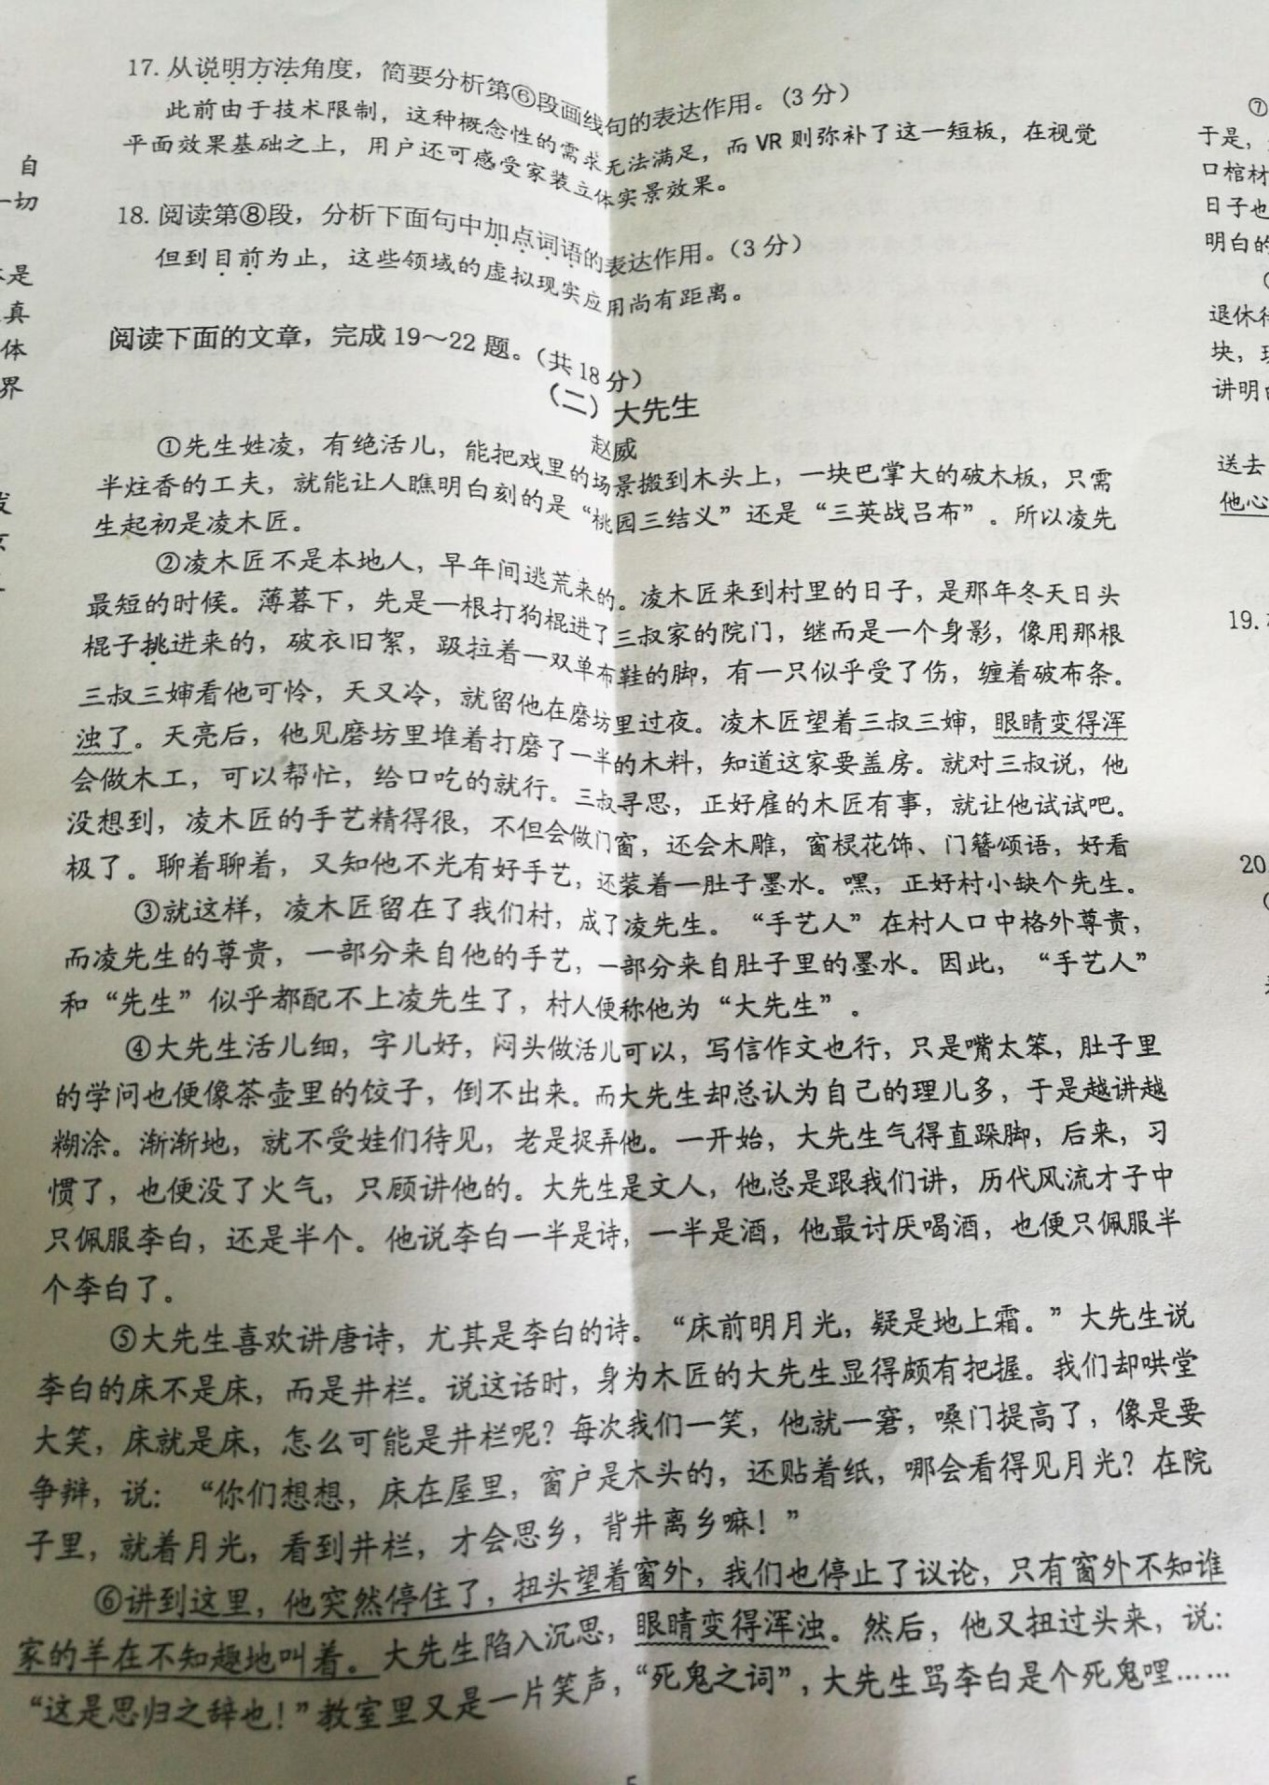 17. 从说明方法角度，简要分析第⑥段画线句的表达作用。（3 分）
此前由于技术限制，这种概念性的需求无法满足，而 VR 则弥补了这一短板，在视觉
平面效果基础之上，用户还可感受家装立体实景效果。
18. 阅读第⑧段，分析下面句中加点词语的表达作用。（3 分）
但到目前为止，这些领域的虚拟现实应用尚有距离。
阅读下面的文章，完成 19～22 题。（共 18 分）
（二）大先生
赵威
①先生姓凌，有绝活儿，能把戏里的场景搬到木头上，一块巴掌大的破木板，只需
半炷香的工夫，就能让人瞧明白刻的是“桃园三结义”还是“三英战吕布”。所以凌先
生起初是凌木匠。
②凌木匠不是本地人，早年间逃荒来的。凌木匠来到村里的日子，是那年冬天日头
最短的时候。薄暮下，先是一根打狗棍进了三叔家的院门，继而是一个身影，像用那根
棍子挑进来的，破衣旧絮，趿拉着一双单布鞋的脚，有一只似乎受了伤，缠着破布条。
三叔三婶看他可怜，天又冷，就留他在磨坊里过夜。凌木匠望着三叔三婶，眼睛变得浑
浊了。天亮后，他见磨坊里堆着打磨了一半的木料，知道这家要盖房。就对三叔说，他
会做木工，可以帮忙，给口吃的就行。三叔寻思，正好雇的木匠有事，就让他试试吧。
没想到，凌木匠的手艺精得很，不但会做门窗，还会木雕，窗棂花饰、门簪颂语，好看
极了。聊着聊着，又知他不光有好手艺，还装着一肚子墨水。嘿，正好村小缺个先生。
③就这样，凌木匠留在了我们村，成了凌先生。“手艺人”在村人口中格外尊贵，
而凌先生的尊贵，一部分来自他的手艺，一部分来自肚子里的墨水。因此，“手艺人”
和“先生”似乎都配不上凌先生了，村人便称他为“大先生”。
④大先生活儿细，字儿好，闷头做活儿可以，写信作文也行，只是嘴太笨，肚子里
的学问也便像茶壶里的饺子，倒不出来。而大先生却总认为自己的理儿多，于是越讲越
糊涂。渐渐地，就不受娃们待见，老是捉弄他。一开始，大先生气得直跺脚，后来，习
惯了，也便没了火气，只顾讲他的。大先生是文人，他总是跟我们讲，历代风流才子中
只佩服李白，还是半个。他说李白一半是诗，一半是酒，他最讨厌喝酒，也便只佩服半
个李白了。
⑤大先生喜欢讲唐诗，尤其是李白的诗。“床前明月光，疑是地上霜。”大先生说
李白的床不是床，而是井栏。说这话时，身为木匠的大先生显得颇有把握。我们却哄堂
大笑，床就是床，怎么可能是井栏呢？每次我们一笑，他就一窘，嗓门提高了，像是要
争辩，说：“你们想想，床在屋里，窗户是木头的，还贴着纸，哪会看得见月光？在院
子里，就着月光，看到井栏，才会思乡，背井离乡嘛！”
⑥讲到这里，他突然停住了，扭头望着窗外，我们也停止了议论，只有窗外不知谁
家的羊在不知趣地叫着。大先生陷入沉思，眼睛变得浑浊。然后，他又扭过头来，说：
“这是思归之辞也！”教室里又是一片笑声，“死鬼之词”，大先生骂李白是个死鬼哩……
自
一切
是
真
体
界
⑦
于是，
口棺材
日子也
明白的
退休
块，
讲明
送去
他心
19.
20.